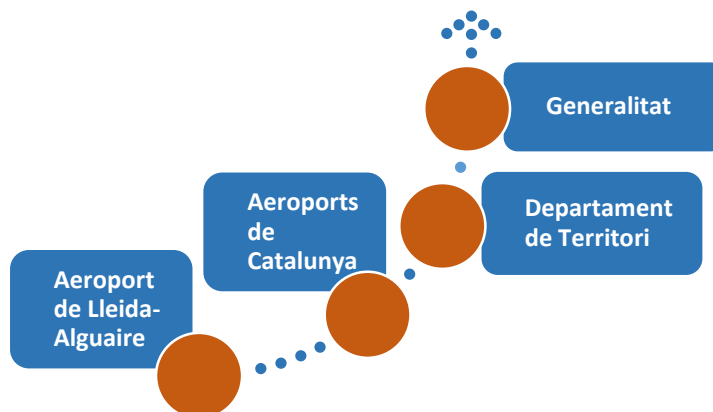 Generalitat
Aeroports
de
Catalunya
Departament
de Territori
Aeroport
de Lleida-
Alguaire